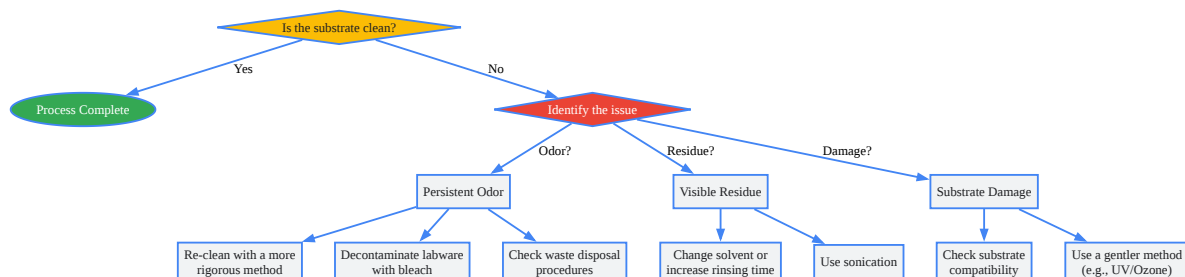 Is the substrate clean?
Yes
No
Process Complete
Identify the issue
Odor?
Residue?
Damage?
Persistent Odor
Visible Residue
Substrate Damage
Re-clean with a more
rigorous method
Decontaminate labware
with bleach
Check waste disposal
procedures
Change solvent or
increase rinsing time
Use sonication
Check substrate
compatibility
Use a gentler method
(e.g., UV/Ozone)